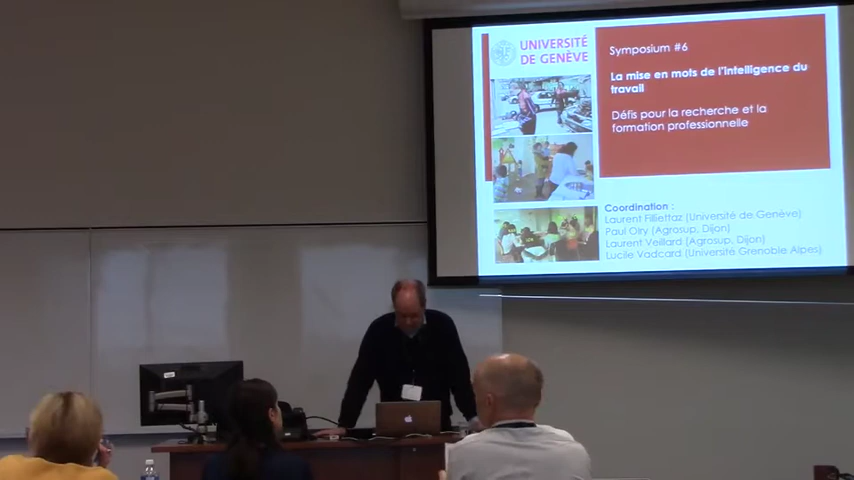 UNIVERSITÉ
DE GENÈVE
Symposium #6
La mise en mots de l'intelligence du
travail
Défis pour la recherche et la
formation professionnelle
Coordination :
Laurent Filliettaz (Université de Genève)
Paul Olry (Agrosup, Dijon)
Laurent Veillard (Agrosup, Dijon)
Lucile Vadcard (Université Grenoble Alpes)